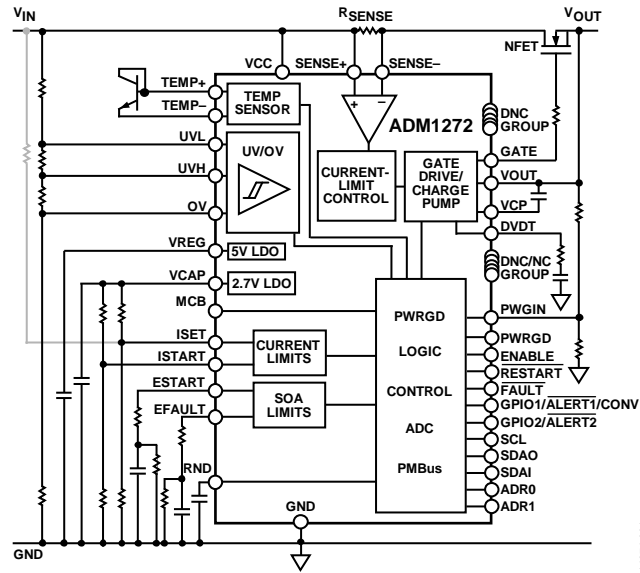 VIN
RSENSE
VOUT
NFET
VCC
SENSE+
SENSE–
TEMP+
TEMP–
TEMP
SENSOR
+
–
ADM1272
DNC
GROUP
UVL
UVH
OV
UV/OV
CURRENT-
LIMIT
CONTROL
GATE
DRIVE/
CHARGE
PUMP
GATE
VOUT
VCP
DVDT
VREG
5V LDO
DNC/NC
GROUP
VCAP
2.7V LDO
MCB
PWRGD
LOGIC
CONTROL
ADC
PMBus
PWGIN
ISET
ISTART
CURRENT
LIMITS
ESTART
EFAULT
SOA
LIMITS
RND
PWRGD
ENABLE
RESTART
FAULT
GPIO1/ALERT1/CONV
GPIO2/ALERT2
SCL
SDAO
SDAI
ADR0
ADR1
GND
GND